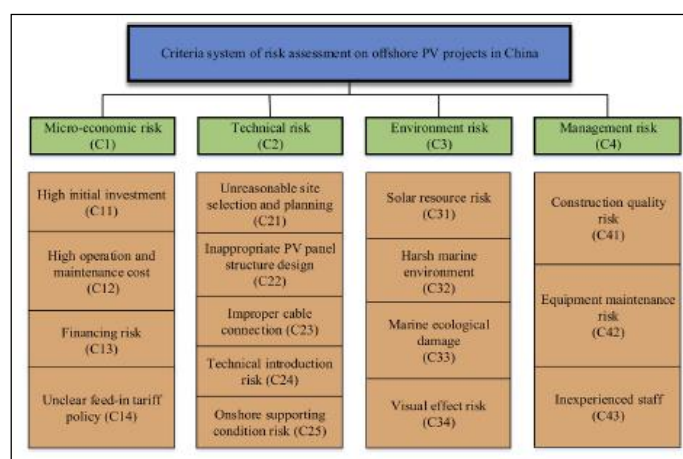 Criteria system of risk assessment on offshore PV projects in China
Micro-economic risk
(C1)
High initial investment
(C11)
High operation and
maintenance cost
(C12)
Financing risk
(C13)
Unclear feed-in tariff
policy (C14)
Technical risk
(C2)
Unreasonable site
selection and planning
(C21)
Inappropriate PV panel
structure design
(C22)
Improper cable
connection (C23)
Technical introduction
risk (C24)
Onshore supporting
condition risk (C25)
Environment risk
(C3)
Solar resource risk
(C31)
Harsh marine
environment
(C32)
Marine ecological
damage
(C33)
Visual effect risk
(C34)
Management risk
(C4)
Construction quality
risk
(C41)
Equipment maintenance
risk
(C42)
Inexperienced staff
(C43)